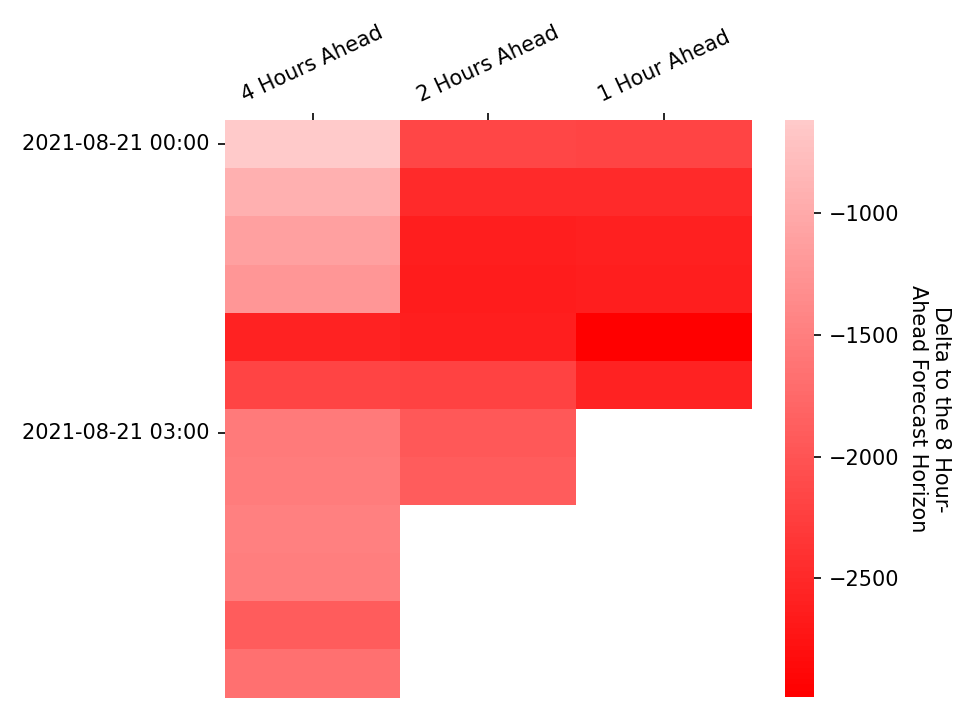 4 Hours Ahead
2 Hours Ahead
1 Hour Ahead
2021-08-21 00:00
2021-08-21 03:00
−1000
−1500
−2000
−2500
Delta to the 8 Hour-
Ahead Forecast Horizon